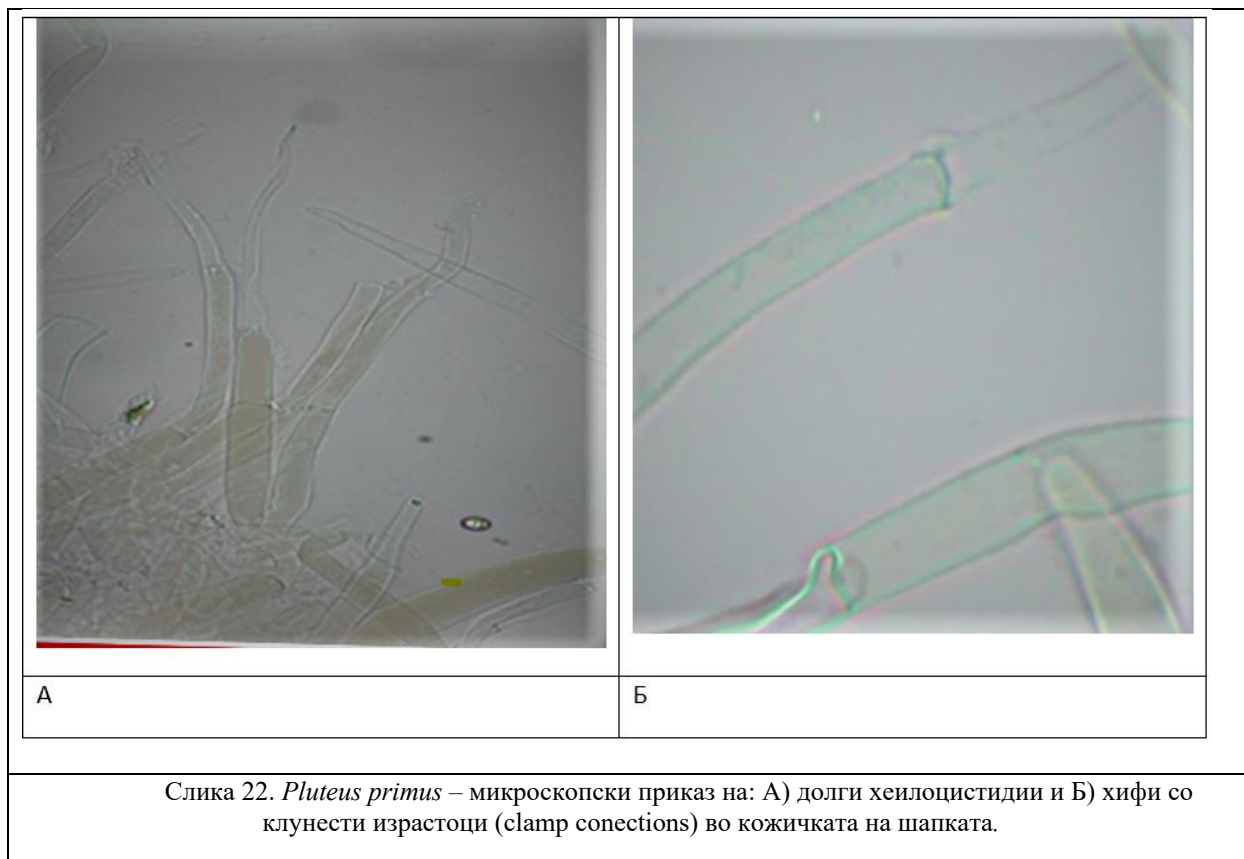 А
Б
Слика 22. Pluteus primus – микроскопски приказ на: А) долги хеилоцистидии и Б) хифи со
клунести израстоци (clamp conections) во кожичката на шапката.